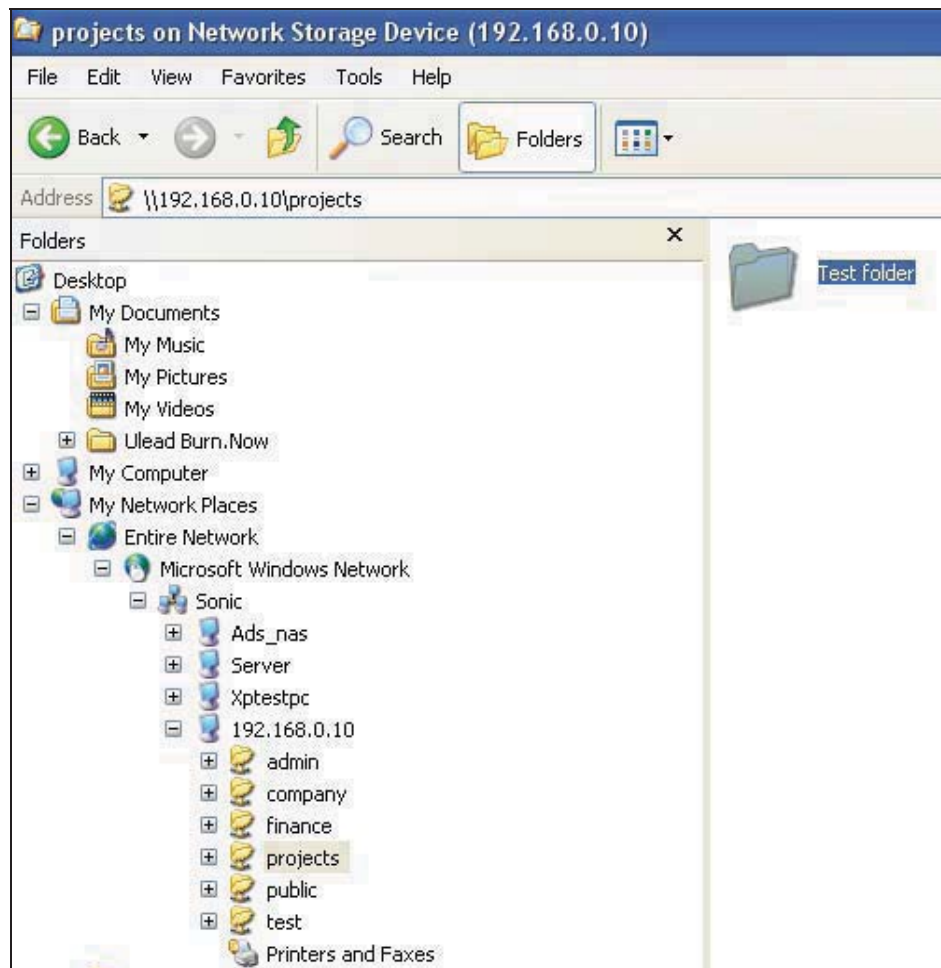 projects on Network Storage Device (192.168.0.10)
File Edit View Favorites Tools Help
Back Search Folders
Address \\192.168.0.10\projects
Folders
Test folder
Desktop
My Documents
My Music
My Pictures
My Videos
Ulead Burn.Now
My Computer
My Network Places
Entire Network
Microsoft Windows Network
Sonic
Ads_nas
Server
Xptestpc
192.168.0.10
admin
company
finance
projects
public
test
Printers and Faxes